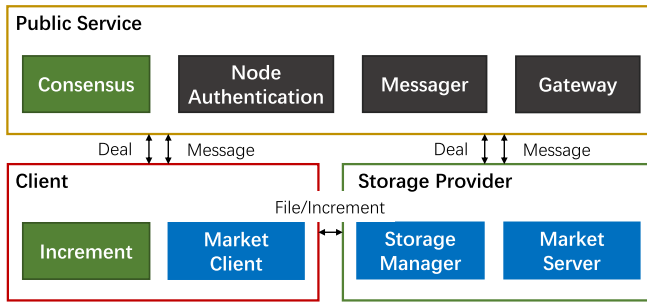 Public Service
Consensus
Node
Authentication
Messager
Gateway
Deal
Message
Deal
Message
Client
Storage Provider
File/Increment
Increment
Market
Client
Storage
Manager
Market
Server